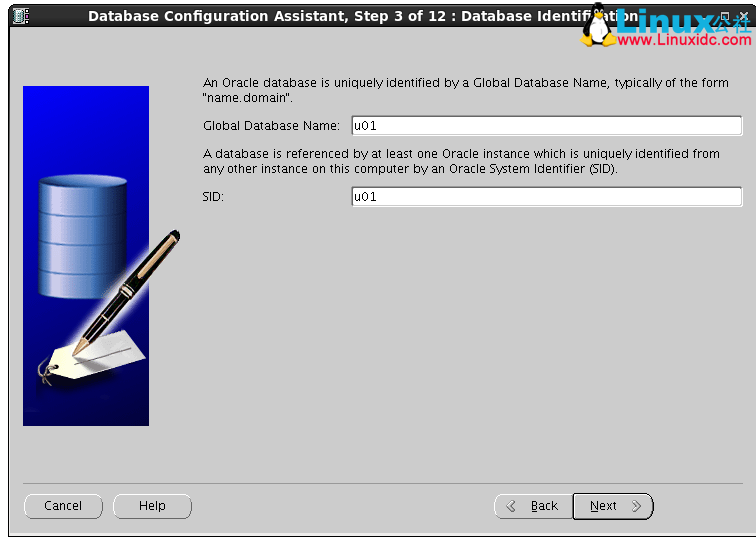 Database Configuration Assistant, Step 3 of 12 : Database Identification
Linux公社
www.Linuxidc.com
An Oracle database is uniquely identified by a Global Database Name, typically of the form
"name.domain".
Global Database Name: u01
A database is referenced by at least one Oracle instance which is uniquely identified from
any other instance on this computer by an Oracle System Identifier (SID).
SID: u01
Cancel Help Back Next